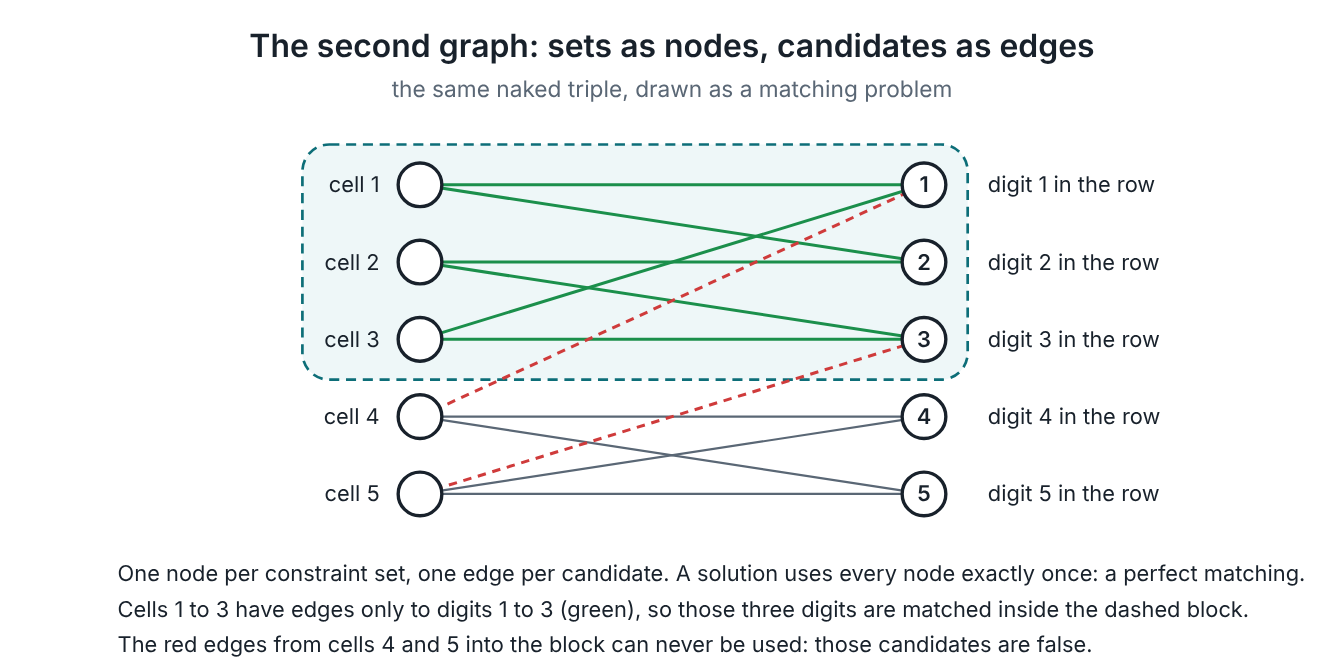 The second graph: sets as nodes, candidates as edges
the same naked triple, drawn as a matching problem
cell 1 1 digit 1 in the row
cell 2 2 digit 2 in the row
cell 3 3 digit 3 in the row
cell 4 4 digit 4 in the row
cell 5 5 digit 5 in the row
One node per constraint set, one edge per candidate. A solution uses every node exactly once: a perfect matching.
Cells 1 to 3 have edges only to digits 1 to 3 (green), so those three digits are matched inside the dashed block.
The red edges from cells 4 and 5 into the block can never be used: those candidates are false.